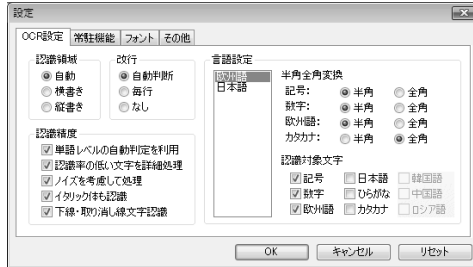 設定
OCR設定 常駐機能 フォント その他
認識領域
自動
横書き
縦書き
改行
自動判断
毎行
なし
認識精度
単語レベルの自動判定を利用
認識率の低い文字を詳細処理
ノイズを考慮して処理
イタリック体も認識
下線・取り消し線文字認識
言語設定
欧州語
日本語
半角全角変換
記号: 半角 全角
数字: 半角 全角
欧州語: 半角 全角
カタカナ: 半角 全角
認識対象文字
記号 日本語 韓国語
数字 ひらがな 中国語
欧州語 カタカナ ロシア語
OK キャンセル リセット